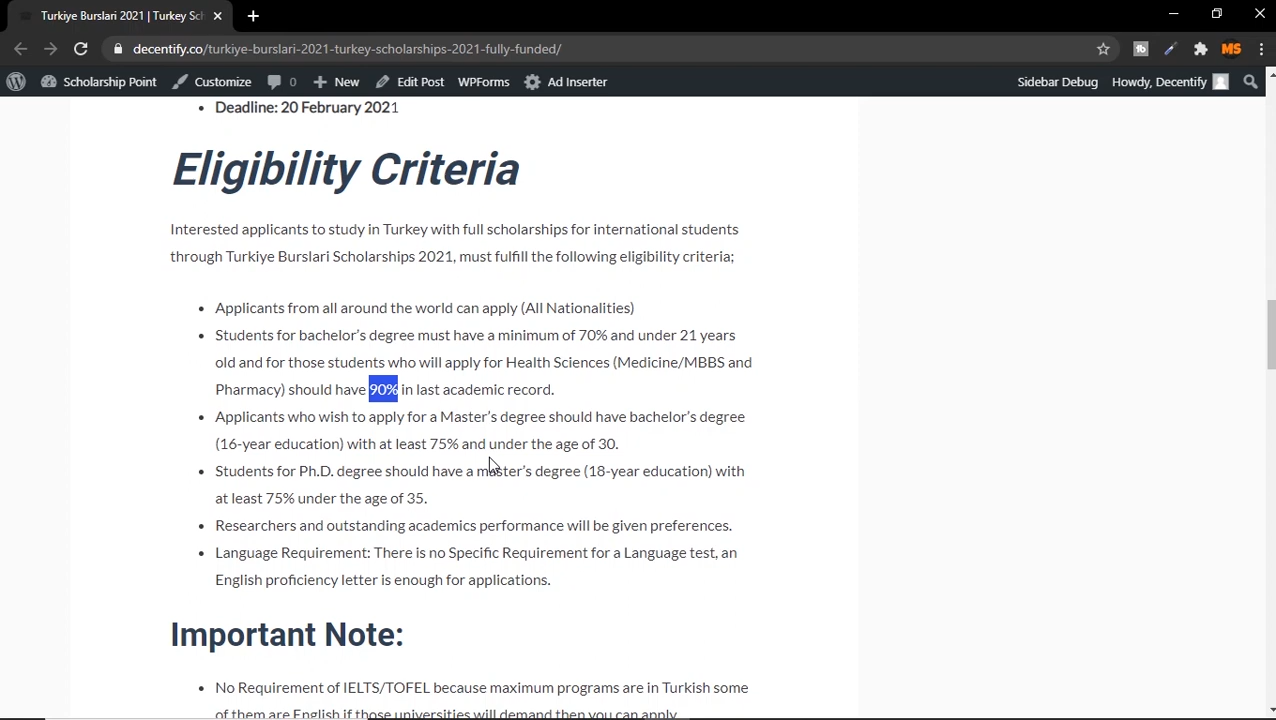 Turkiye Burslari 2021 | Turkey Sch
decentify.co/turkiye-burslari-2021-turkey-scholarships-2021-fully-funded/
MS
Scholarship Point Customize 0 New Edit Post WPForms Ad Inserter Sidebar Debug Howdy, Decentify
Deadline: 20 February 2021
Eligibility Criteria
Interested applicants to study in Turkey with full scholarships for international students
through Turkiye Burslari Scholarships 2021, must fulfill the following eligibility criteria;
Applicants from all around the world can apply (All Nationalities)
Students for bachelor’s degree must have a minimum of 70% and under 21 years
old and for those students who will apply for Health Sciences (Medicine/MBBS and
Pharmacy) should have 90% in last academic record.
Applicants who wish to apply for a Master’s degree should have bachelor’s degree
(16-year education) with at least 75% and under the age of 30.
Students for Ph.D. degree should have a master’s degree (18-year education) with
at least 75% under the age of 35.
Researchers and outstanding academics performance will be given preferences.
Language Requirement: There is no Specific Requirement for a Language test, an
English proficiency letter is enough for applications.
Important Note:
No Requirement of IELTS/TOFEL because maximum programs are in Turkish some
of them are English if those universities will demand then you can apply